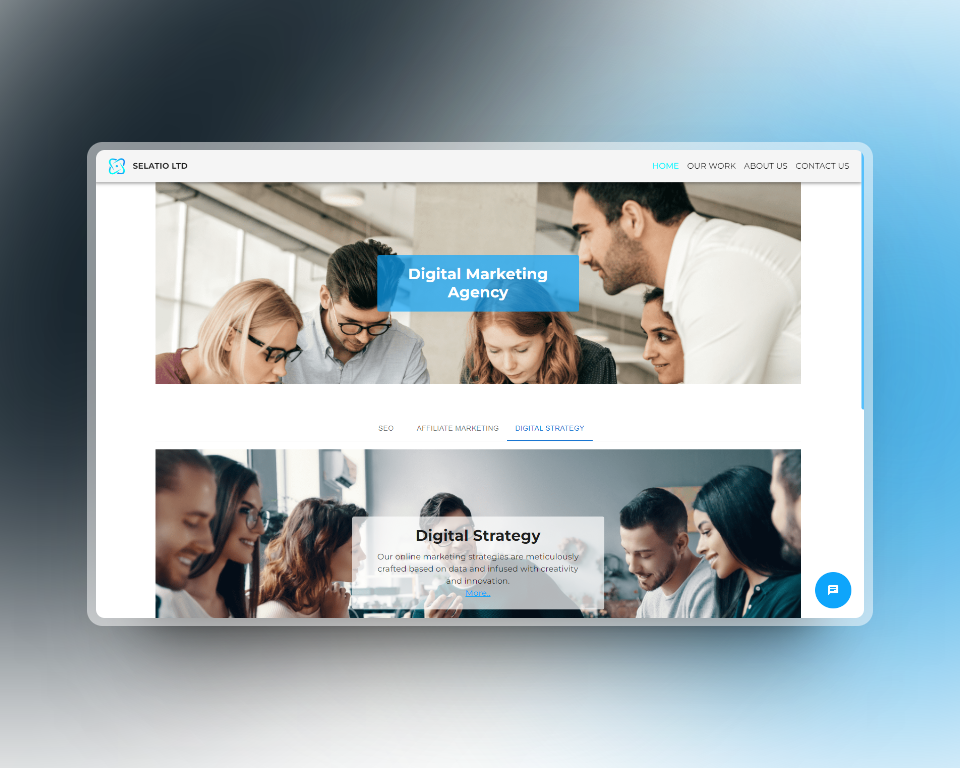 SELATIO LTD
HOME OUR WORK ABOUT US CONTACT US
Digital Marketing
Agency
SEO AFFILIATE MARKETING DIGITAL STRATEGY
Digital Strategy
Our online marketing strategies are meticulously
crafted based on data and infused with creativity
and innovation.
More..